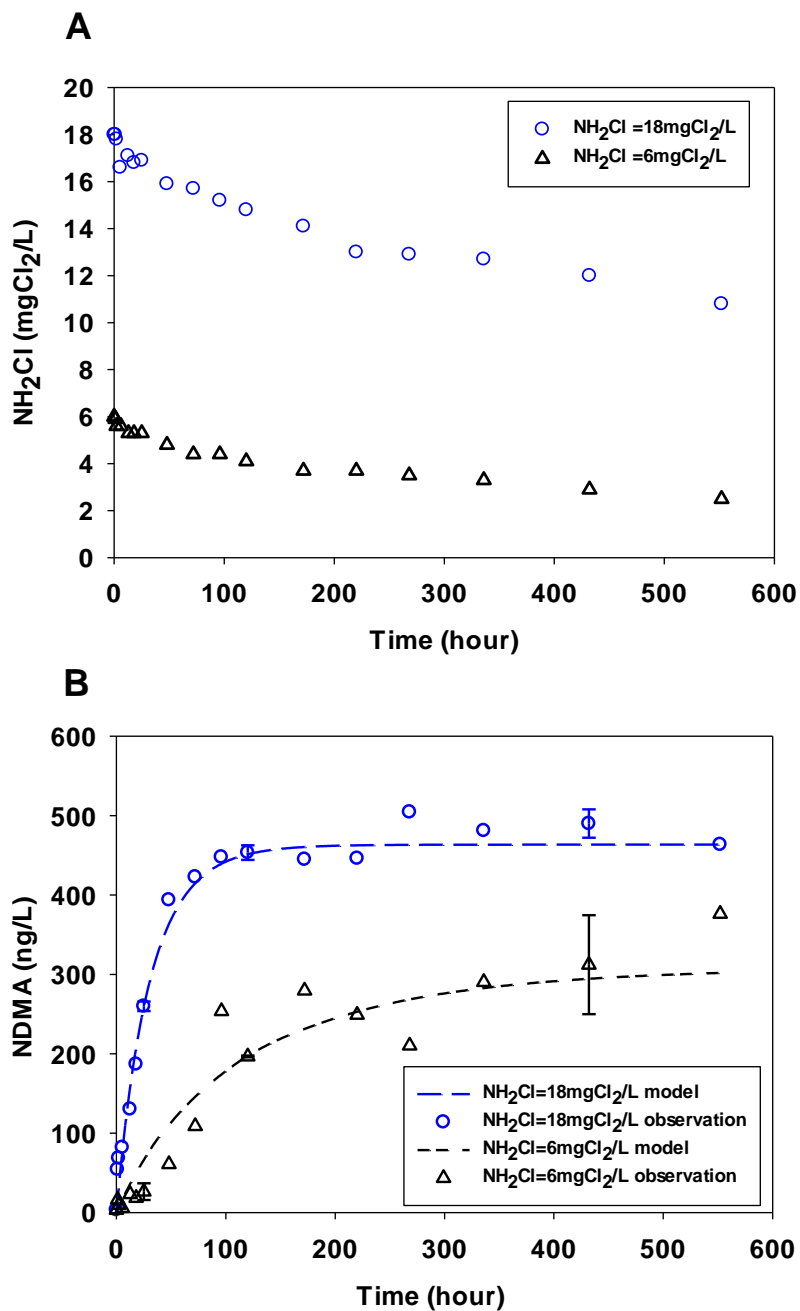 A
20
18
16
14
12
10
8
6
4
2
0
NH₂Cl (mgCl₂/L)
NH₂Cl =18mgCl₂/L
NH₂Cl =6mgCl₂/L
0 100 200 300 400 500 600
Time (hour)
B
600
500
400
300
200
100
0
NDMA (ng/L)
NH₂Cl=18mgCl₂/L model
NH₂Cl=18mgCl₂/L observation
NH₂Cl=6mgCl₂/L model
NH₂Cl=6mgCl₂/L observation
0 100 200 300 400 500 600
Time (hour)